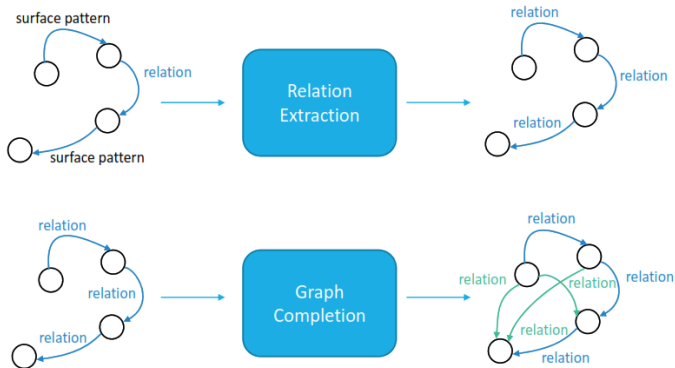 surface pattern
relation
surface pattern
Relation
Extraction
relation
relation
relation
relation
relation
relation
Graph
Completion
relation
relation
relation
relation
relation
relation